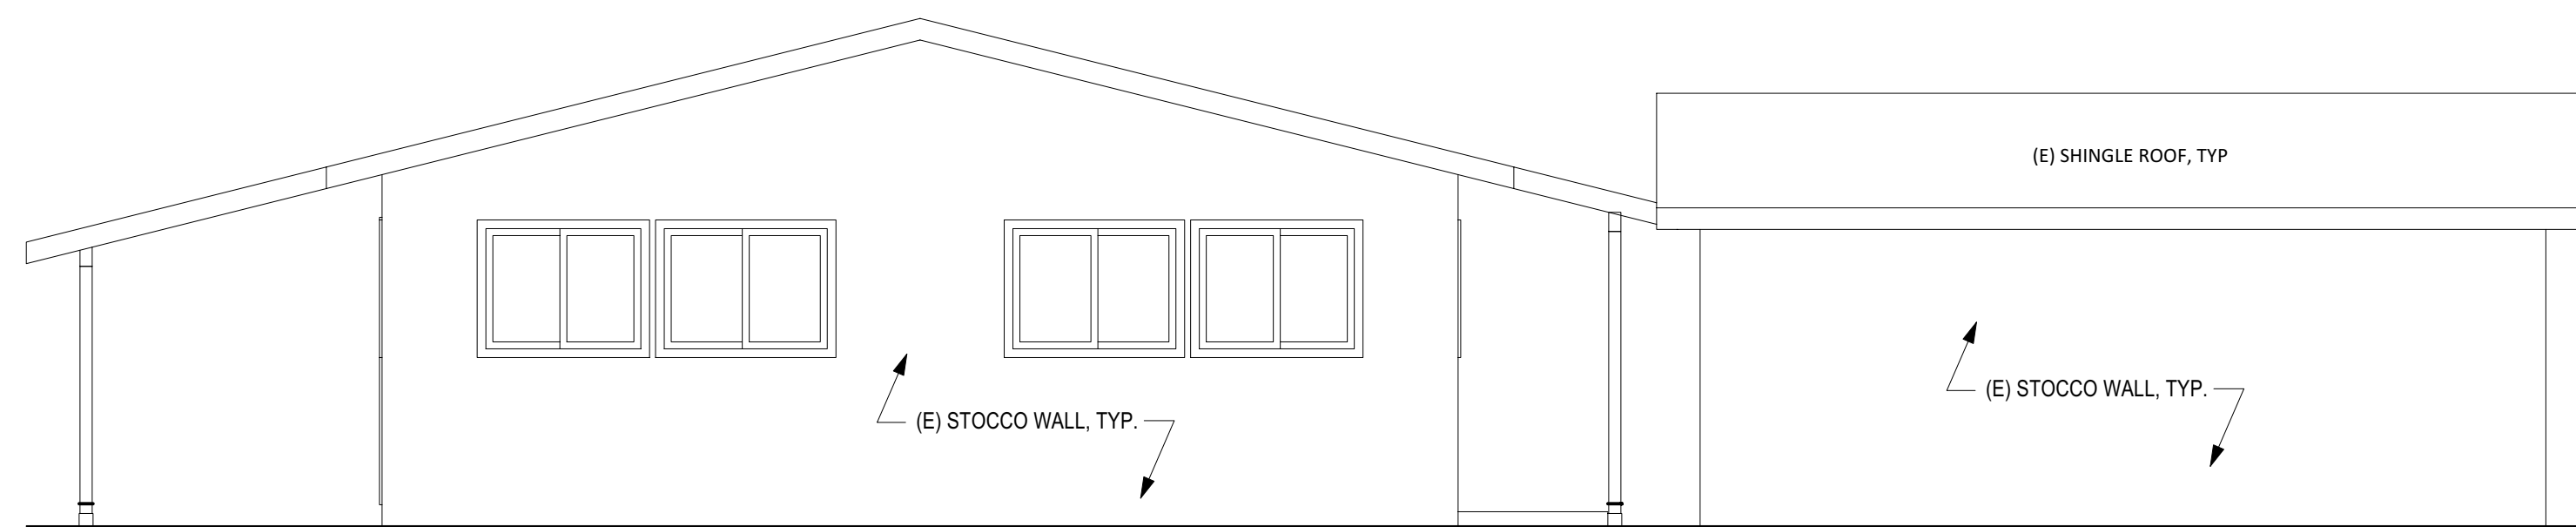 (E) SHINGLE ROOF, TYP
(E) STOCCO WALL, TYP.
(E) STOCCO WALL, TYP.